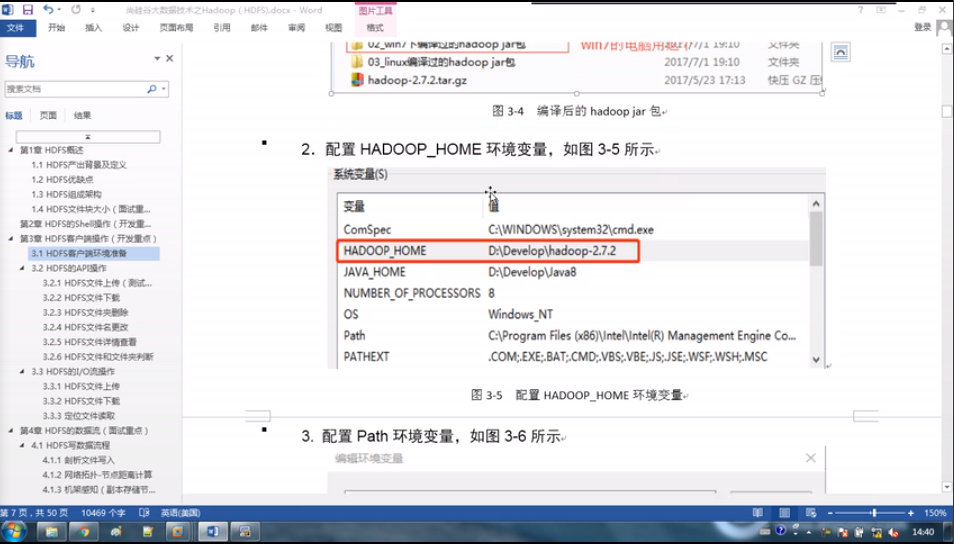 尚硅谷大数据技术之Hadoop（HDFS).docx - Word
图片工具
登录
文件 开始 插入 设计 页面布局 引用 邮件 审阅 视图 格式
导航
搜索文档
标题 页面 结果
第1章 HDFS概述
1.1 HDFS产出背景及定义
1.2 HDFS优缺点
1.3 HDFS组成架构
1.4 HDFS文件块大小（面试重...
第2章 HDFS的Shell操作（开发重...
第3章 HDFS客户端操作（开发重点）
3.1 HDFS客户端环境准备
3.2 HDFS的API操作
3.2.1 HDFS文件上传（测试...
3.2.2 HDFS文件下载
3.2.3 HDFS文件夹删除
3.2.4 HDFS文件名更改
3.2.5 HDFS文件详情查看
3.2.6 HDFS文件和文件夹判断
3.3 HDFS的I/O流操作
3.3.1 HDFS文件上传
3.3.2 HDFS文件下载
3.3.3 定位文件读取
第4章 HDFS的数据流（面试重点）
4.1 HDFS写数据流程
4.1.1 剖析文件写入
4.1.2 网络拓扑-节点距离计算
4.1.3 机架感知（副本存储节...
02_win7下编译过的hadoop jar包 win7的电脑用 7/1 19:10 文件夹
03_linux编译过的hadoop jar包 2017/7/1 19:10 文件夹
hadoop-2.7.2.tar.gz 2017/5/23 17:13 快压 GZ 压
图 3-4 编译后的 hadoop jar 包
2．配置 HADOOP_HOME 环境变量，如图 3-5 所示
系统变量(S)
变量 值
ComSpec C:\WINDOWS\system32\cmd.exe
HADOOP_HOME D:\Develop\hadoop-2.7.2
JAVA_HOME D:\Develop\Java8
NUMBER_OF_PROCESSORS 8
OS Windows_NT
Path C:\Program Files (x86)\Intel\Intel(R) Management Engine Co...
PATHEXT .COM;.EXE;.BAT;.CMD;.VBS;.VBE;.JS;.JSE;.WSF;.WSH;.MSC
图 3-5 配置 HADOOP_HOME 环境变量
3. 配置 Path 环境变量，如图 3-6 所示
编辑环境变量
第 7 页，共 50 页 10469 个字 英语(美国) 150%
14:40